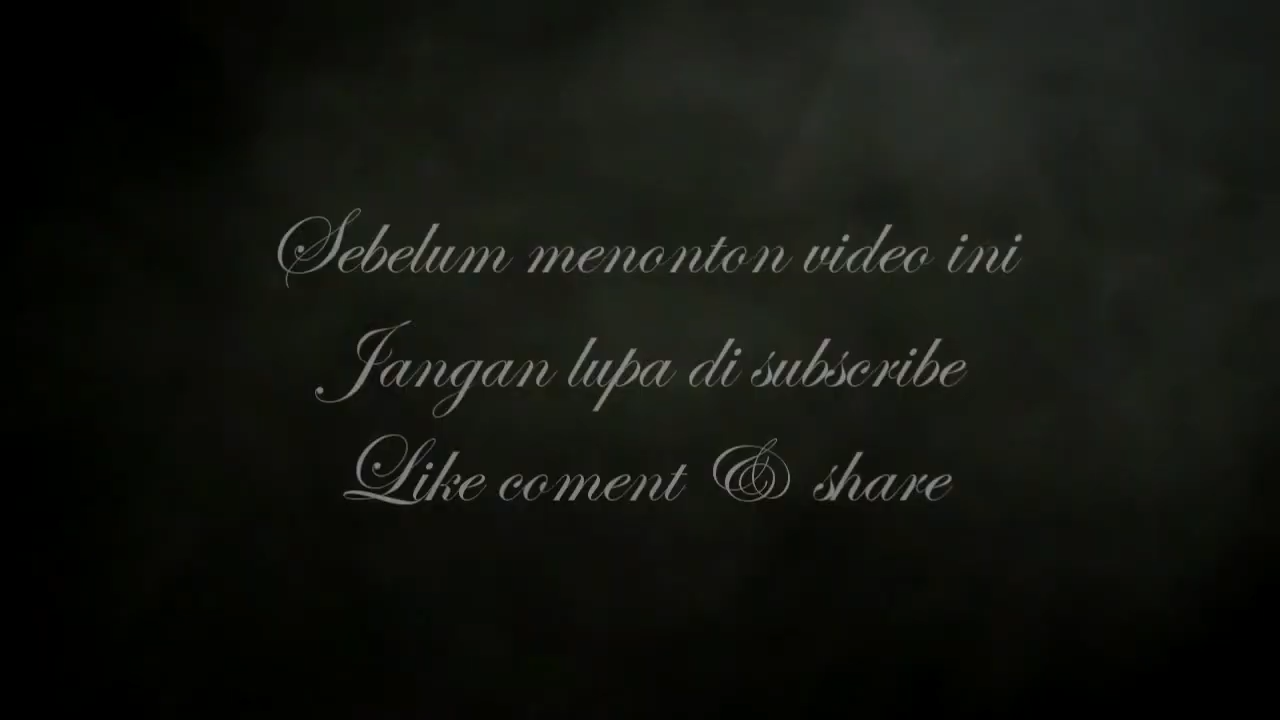 Sebelum menonton video ini
Jangan lupa di subscribe
Like coment & share